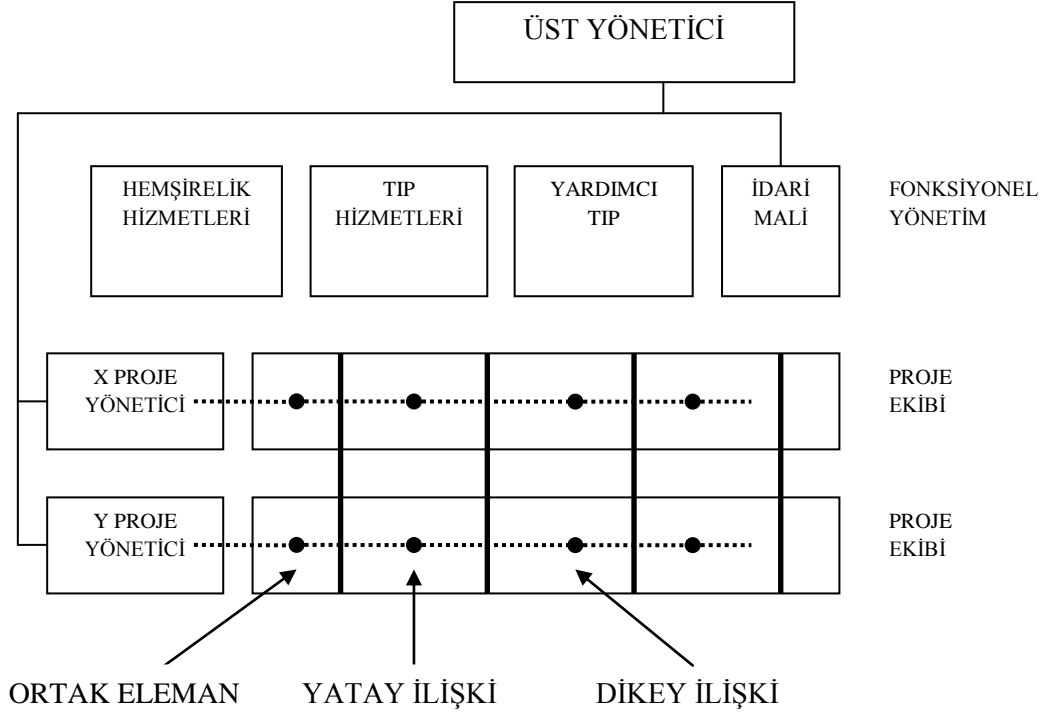 ÜST YÖNETİCİ
HEMŞİRELİK
HİZMETLERİ
TIP
HİZMETLERİ
YARDIMCI
TIP
İDARİ
MALİ
FONKSİYONEL
YÖNETİM
X PROJE
YÖNETİCİ
PROJE
EKİBİ
Y PROJE
YÖNETİCİ
PROJE
EKİBİ
ORTAK ELEMAN
YATAY İLİŞKİ
DİKEY İLİŞKİ